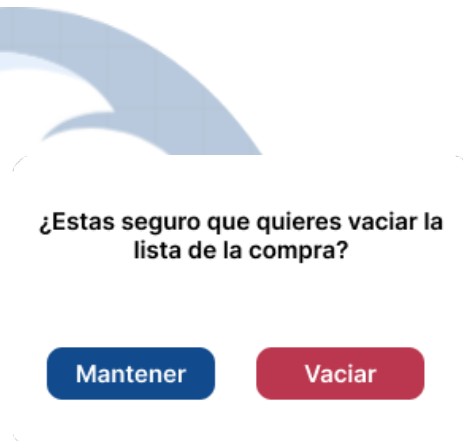 ¿Estas seguro que quieres vaciar la
lista de la compra?
Mantener
Vaciar